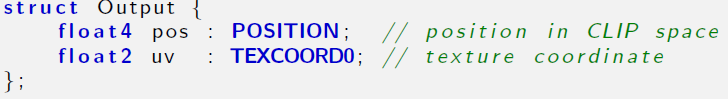 struct Output {
    float4 pos : POSITION; // position in CLIP space
    float2 uv : TEXCOORD0; // texture coordinate
};